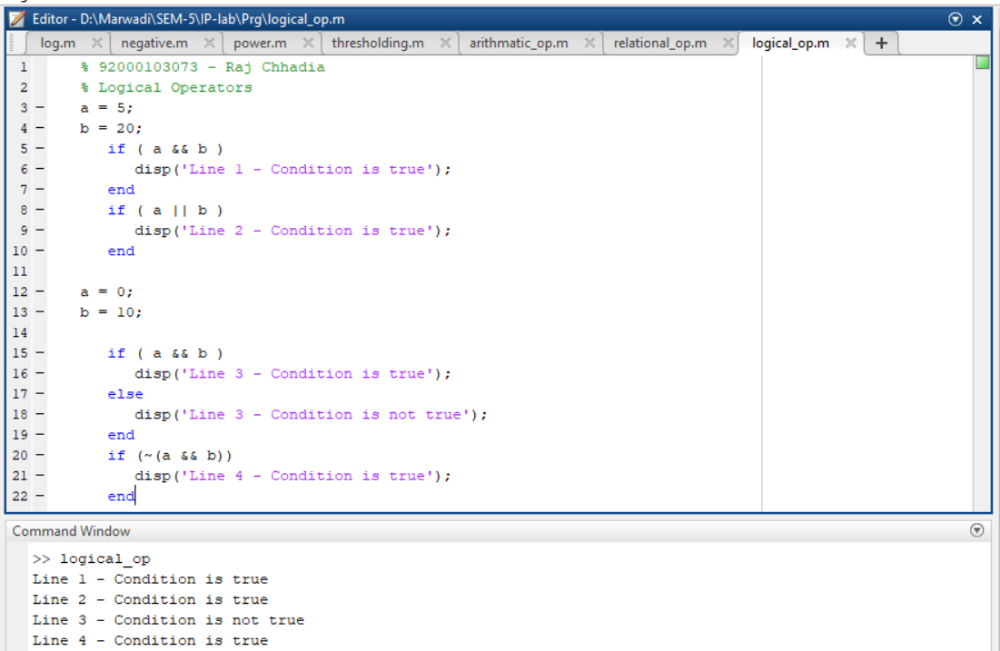 Editor - D:\Marwadi\SEM-5\IP-lab\Prg\logical_op.m
log.m negative.m power.m thresholding.m arithmatic_op.m relational_op.m logical_op.m +
1 % 92000103073 - Raj Chhadia
2 % Logical Operators
3 - a = 5;
4 - b = 20;
5 - if ( a && b )
6 - disp('Line 1 - Condition is true');
7 - end
8 - if ( a || b )
9 - disp('Line 2 - Condition is true');
10 - end
11
12 - a = 0;
13 - b = 10;
14
15 - if ( a && b )
16 - disp('Line 3 - Condition is true');
17 - else
18 - disp('Line 3 - Condition is not true');
19 - end
20 - if (~(a && b))
21 - disp('Line 4 - Condition is true');
22 - end
Command Window
>> logical_op
Line 1 - Condition is true
Line 2 - Condition is true
Line 3 - Condition is not true
Line 4 - Condition is true